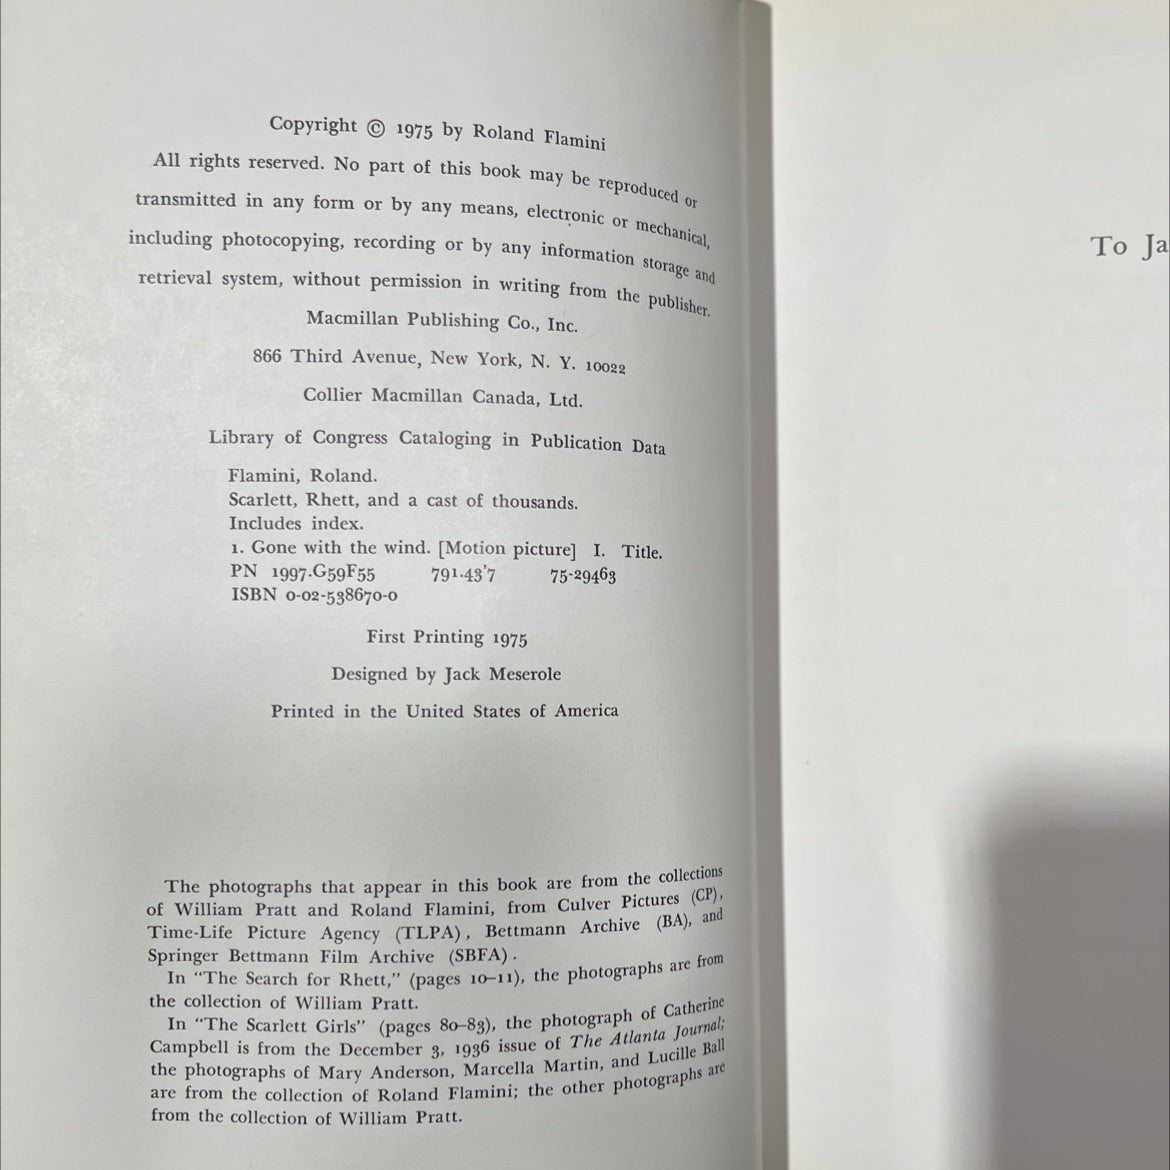 Copyright © 1975 by Roland Flamini
All rights reserved. No part of this book may be reproduced or
transmitted in any form or by any means, electronic or mechanical,
including photocopying, recording or by any information storage and
retrieval system, without permission in writing from the publisher.
Macmillan Publishing Co., Inc.
866 Third Avenue, New York, N. Y. 10022
Collier Macmillan Canada, Ltd.
Library of Congress Cataloging in Publication Data
Flamini, Roland.
Scarlett, Rhett, and a cast of thousands.
Includes index.
1. Gone with the wind. [Motion picture] I. Title.
PN 1997.G59F55 791.43'7 75-29463
ISBN 0-02-538670-0
First Printing 1975
Designed by Jack Meserole
Printed in the United States of America
The photographs that appear in this book are from the collections
of William Pratt and Roland Flamini, from Culver Pictures (CP),
Time-Life Picture Agency (TLPA), Bettmann Archive (BA), and
Springer Bettmann Film Archive (SBFA).
In “The Search for Rhett,” (pages 10–11), the photographs are from
the collection of William Pratt.
In “The Scarlett Girls” (pages 80–83), the photograph of Catherine
Campbell is from the December 3, 1936 issue of The Atlanta Journal;
the photographs of Mary Anderson, Marcella Martin, and Lucille Ball
are from the collection of Roland Flamini; the other photographs are
from the collection of William Pratt.
To Ja